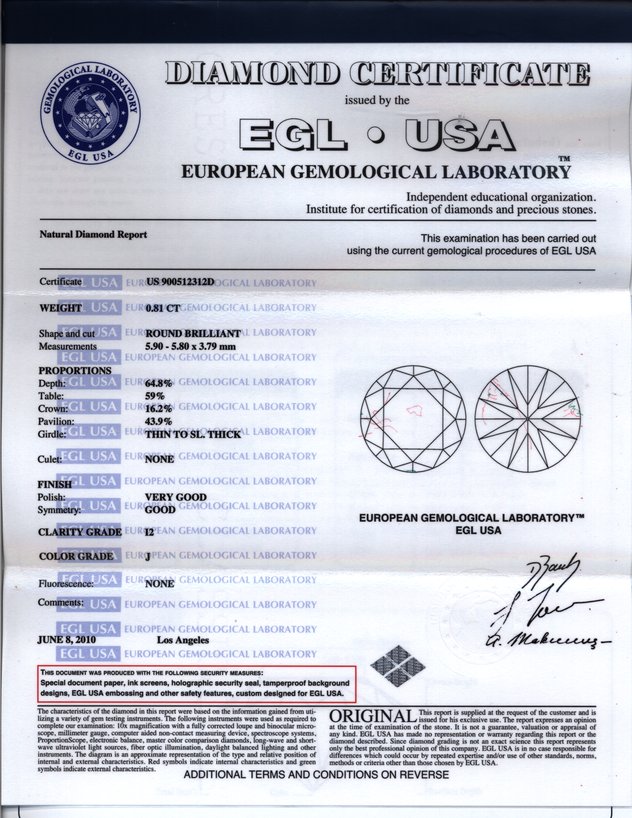 GEMOLOGICAL LABORATORY
EGL USA
DIAMOND CERTIFICATE
issued by the
EGL • USA
EUROPEAN GEMOLOGICAL LABORATORY™
Independent educational organization.
Institute for certification of diamonds and precious stones.
Natural Diamond Report
This examination has been carried out
using the current gemological procedures of EGL USA
Certificate US 900512312D
WEIGHT 0.81 CT
Shape and cut ROUND BRILLIANT
Measurements 5.90 - 5.80 x 3.79 mm
PROPORTIONS
Depth: 64.8%
Table: 59%
Crown: 16.2%
Pavilion: 43.9%
Girdle: THIN TO SL. THICK
Culet: NONE
FINISH
Polish: VERY GOOD
Symmetry: GOOD
CLARITY GRADE I2
COLOR GRADE J
Fluorescence: NONE
Comments:
JUNE 8, 2010 Los Angeles
EUROPEAN GEMOLOGICAL LABORATORY™
EGL USA
THIS DOCUMENT WAS PRODUCED WITH THE FOLLOWING SECURITY MEASURES:
Special document paper, ink screens, holographic security seal, tamperproof background
designs, EGL USA embossing and other safety features, custom designed for EGL USA.
The characteristics of the diamond in this report were based on the information gained from uti-
lizing a variety of gem testing instruments. The following instruments were used as required to
complete our examination: 10x magnification with a fully corrected loupe and binocular micro-
scope, millimeter gauge, computer aided non-contact measuring device, spectroscope systems,
ProportionScope, electronic balance, master color comparison diamonds, long-wave and short-
wave ultraviolet light sources, fiber optic illumination, daylight balanced lighting and other
instruments. The diagram is an approximate representation of the type and relative position of
internal and external characteristics. Red symbols indicate internal characteristics and green
symbols indicate external characteristics.
ORIGINAL This report is supplied at the request of the customer and is
issued for his exclusive use. The report expresses an opinion
at time of examination of the stone. It is not a guarantee, valuation or appraisal of
any kind. EGL USA has made no representation or warranty regarding this report or the
diamond described. Since diamond grading is not an exact science this report represents
only the best professional opinion of this company. EGL USA is in no case responsible for
differences which could occur by repeated expertise and/or use of other standards, norms,
methods or criteria other than those chosen by EGL USA.
ADDITIONAL TERMS AND CONDITIONS ON REVERSE